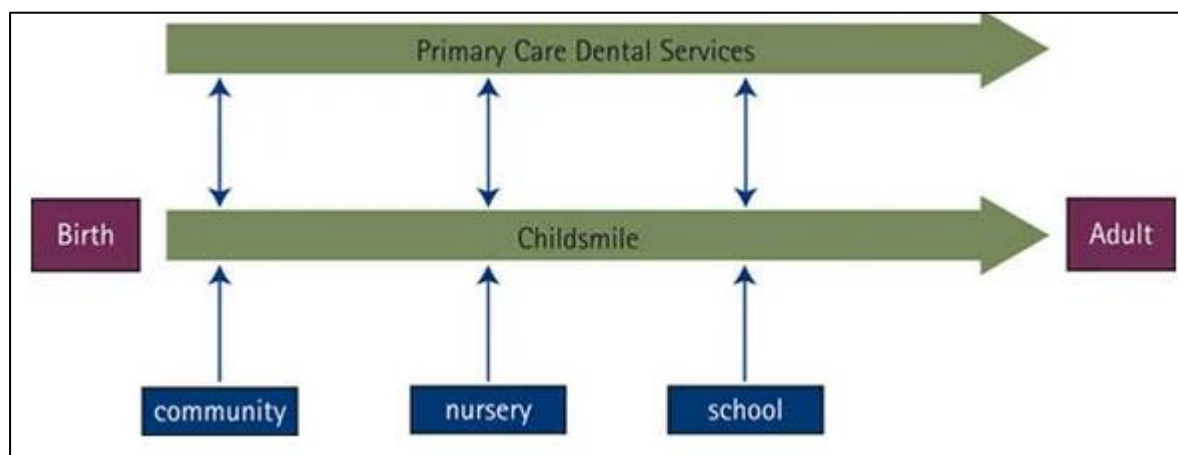 Primary Care Dental Services
Birth
Childsmile
Adult
community
nursery
school